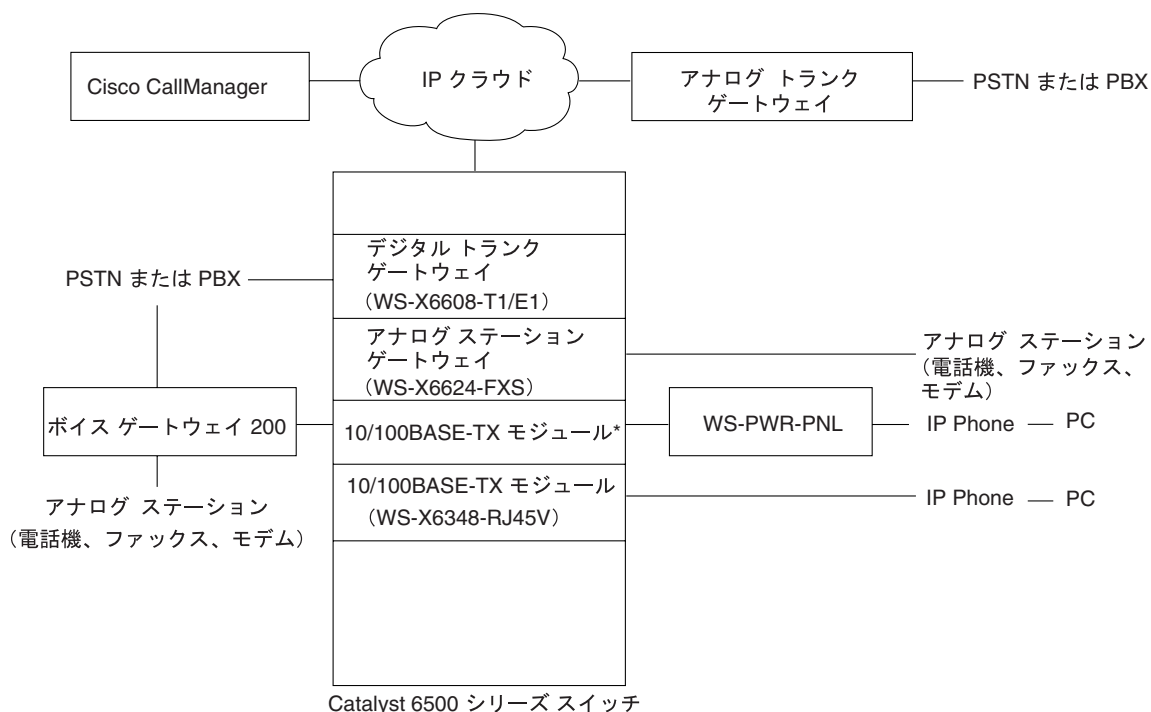 Cisco CallManager
IP クラウド
アナログ トランク
ゲートウェイ
PSTN または PBX
デジタル トランク
ゲートウェイ
(WS-X6608-T1/E1)
PSTN または PBX
アナログ ステーション
ゲートウェイ
(WS-X6624-FXS)
アナログ ステーション
(電話機、ファックス、
モデム)
ボイス ゲートウェイ 200
10/100BASE-TX モジュール*
WS-PWR-PNL
IP Phone
PC
10/100BASE-TX モジュール
(WS-X6348-RJ45V)
IP Phone
PC
アナログ ステーション
(電話機、ファックス、モデム)
Catalyst 6500 シリーズ スイッチ